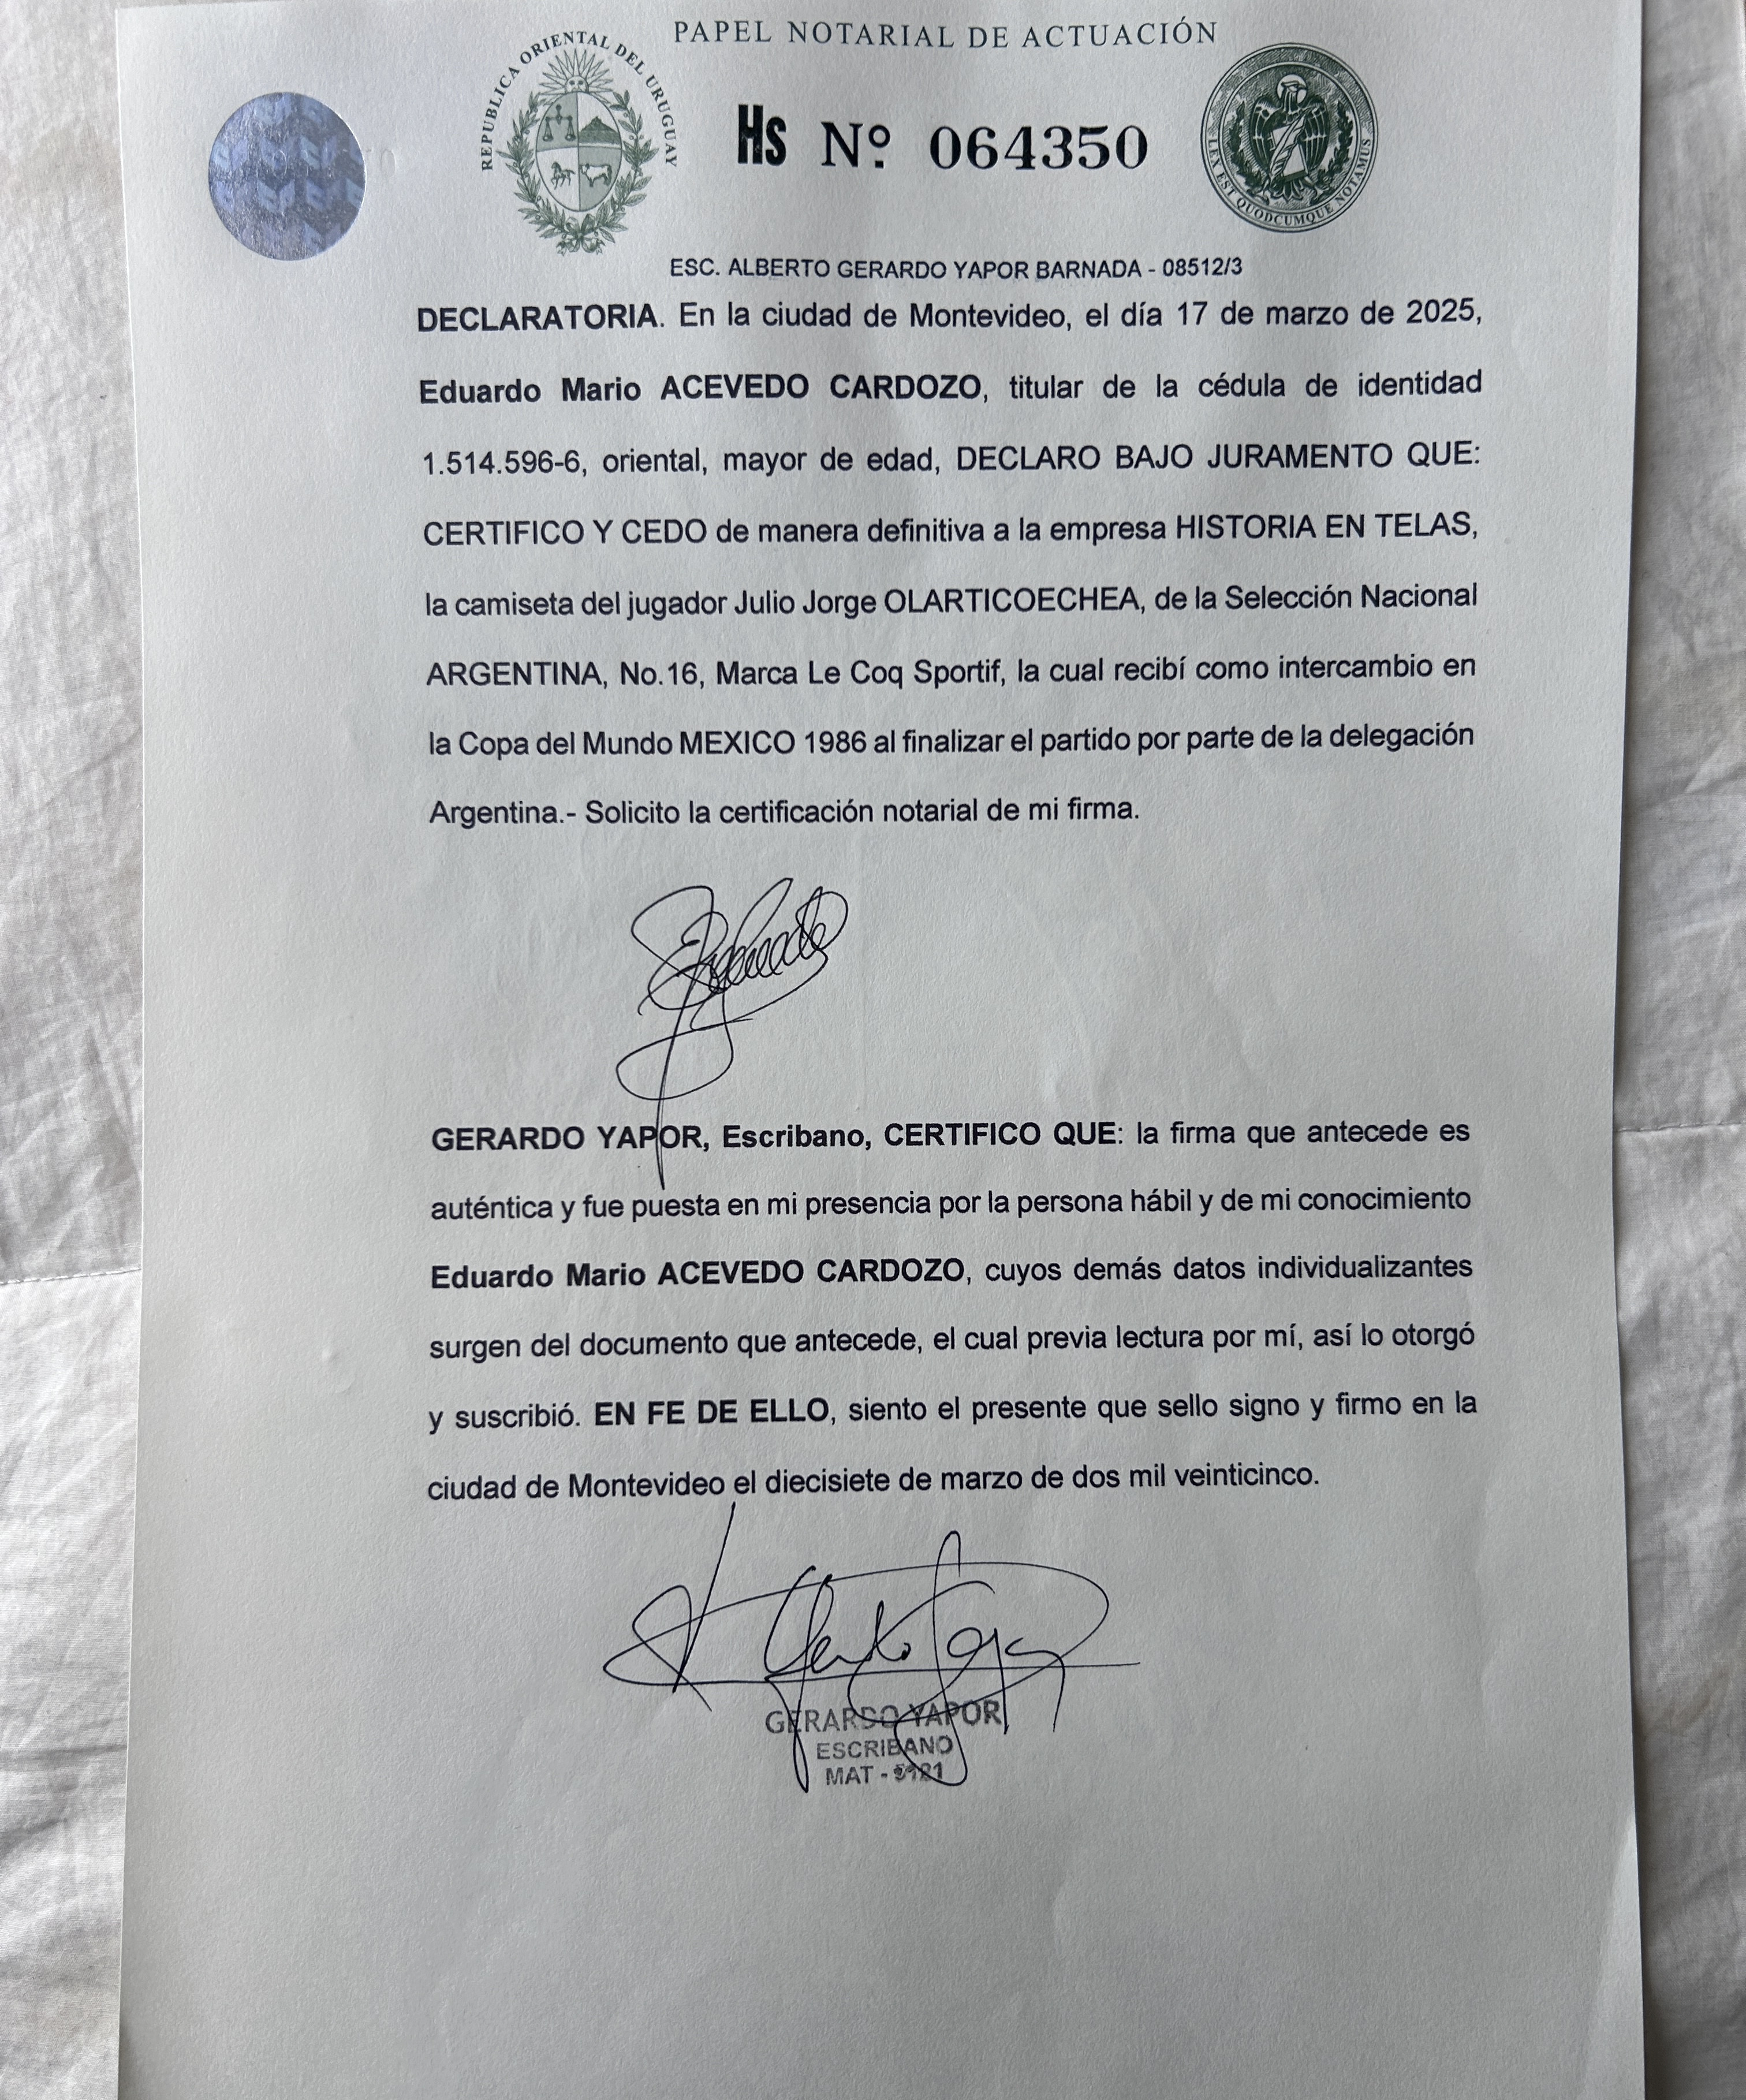 PAPEL NOTARIAL DE ACTUACIÓN
REPUBLICA ORIENTAL DEL URUGUAY
Hs Nº 064350
LEX EST QUODCUMQUE NOTAMUS
ESC. ALBERTO GERARDO YAPOR BARNADA - 08512/3
DECLARATORIA. En la ciudad de Montevideo, el día 17 de marzo de 2025,
Eduardo Mario ACEVEDO CARDOZO, titular de la cédula de identidad
1.514.596-6, oriental, mayor de edad, DECLARO BAJO JURAMENTO QUE:
CERTIFICO Y CEDO de manera definitiva a la empresa HISTORIA EN TELAS,
la camiseta del jugador Julio Jorge OLARTICOECHEA, de la Selección Nacional
ARGENTINA, No.16, Marca Le Coq Sportif, la cual recibí como intercambio en
la Copa del Mundo MEXICO 1986 al finalizar el partido por parte de la delegación
Argentina.- Solicito la certificación notarial de mi firma.
GERARDO YAPOR, Escribano, CERTIFICO QUE: la firma que antecede es
auténtica y fue puesta en mi presencia por la persona hábil y de mi conocimiento
Eduardo Mario ACEVEDO CARDOZO, cuyos demás datos individualizantes
surgen del documento que antecede, el cual previa lectura por mí, así lo otorgó
y suscribió. EN FE DE ELLO, siento el presente que sello signo y firmo en la
ciudad de Montevideo el diecisiete de marzo de dos mil veinticinco.
GERARDO YAPOR
ESCRIBANO
MAT -